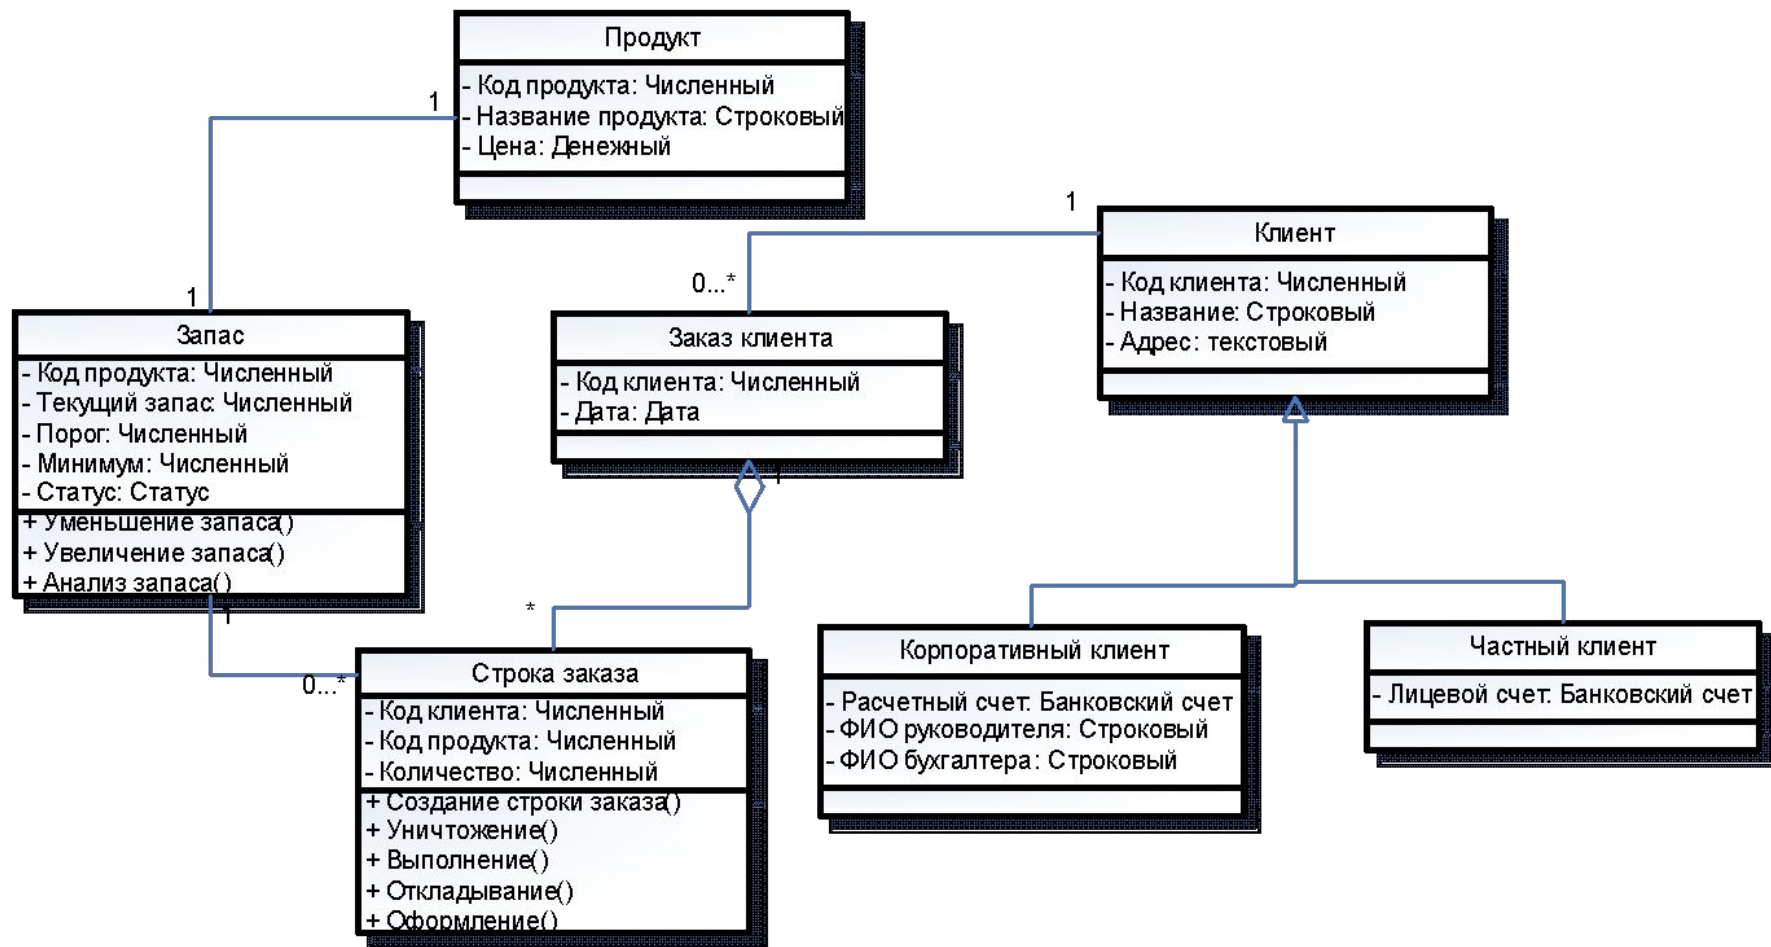 Продукт
- Код продукта: Численный
- Название продукта: Строковый
- Цена: Денежный
1
1
Клиент
- Код клиента: Численный
- Название: Строковый
- Адрес: текстовый
1
0...*
Запас
- Код продукта: Численный
- Текущий запас: Численный
- Порог: Численный
- Минимум: Численный
- Статус: Статус
+ Уменьшение запаса()
+ Увеличение запаса()
+ Анализ запаса()
1
0...*
Заказ клиента
- Код клиента: Численный
- Дата: Дата
1
*
Строка заказа
- Код клиента: Численный
- Код продукта: Численный
- Количество: Численный
+ Создание строки заказа()
+ Уничтожение()
+ Выполнение()
+ Откладывание()
+ Оформление()
Корпоративный клиент
- Расчетный счет: Банковский счет
- ФИО руководителя: Строковый
- ФИО бухгалтера: Строковый
Частный клиент
- Лицевой счет: Банковский счет